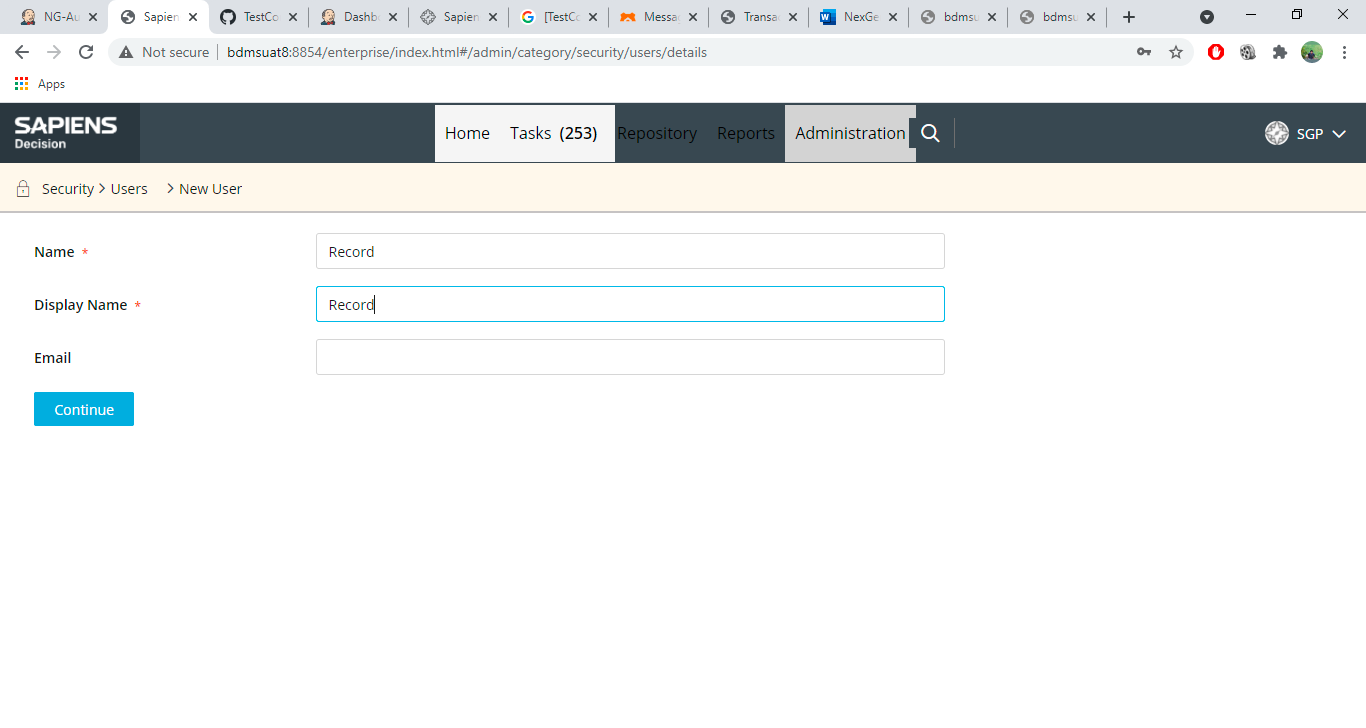 NG-Au
Sapien
TestCo
Dashb
Sapien
[TestCo
Messa
Transa
NexGe
bdmsu
bdmsu
Not secure
bdmsuat8:8854/enterprise/index.html#/admin/category/security/users/details
Apps
SAPIENS
Decision
Home Tasks (253) Repository Reports Administration
SGP
Security > Users > New User
Name *
Record
Display Name *
Record
Email
Continue